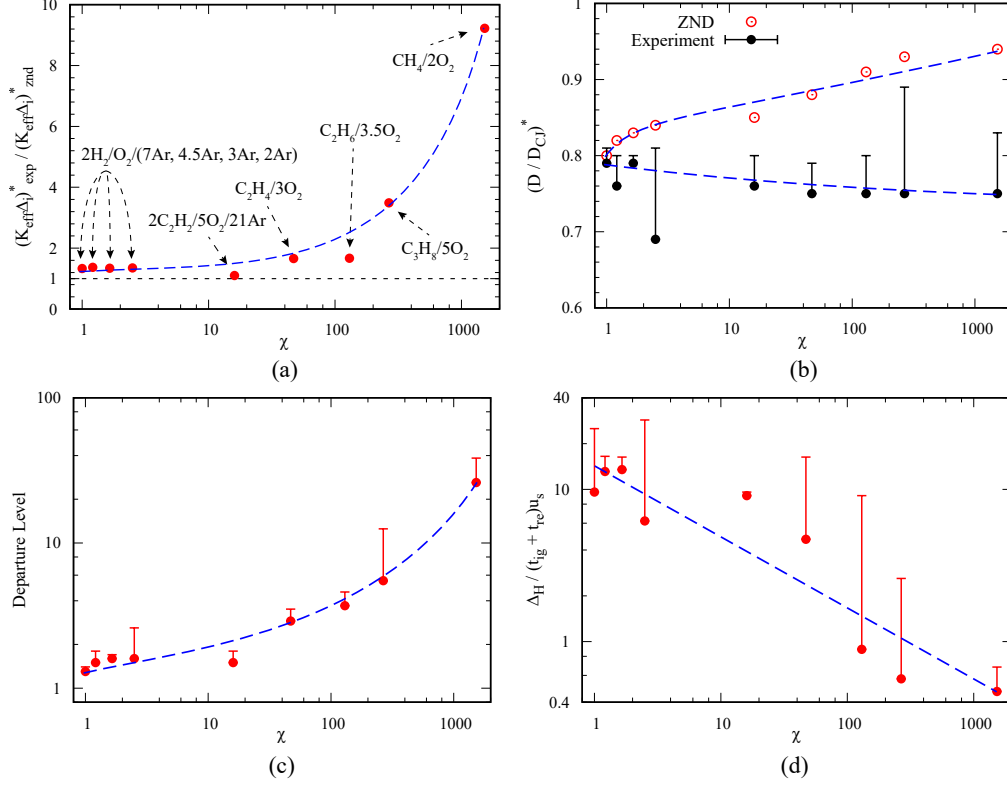 10
9
8
6
4
2
1
0
(K_eff Δ_i)*_exp / (K_eff Δ_i)*_znd
CH₄/2O₂
C₂H₆/3.5O₂
2H₂/O₂/(7Ar, 4.5Ar, 3Ar, 2Ar)
C₂H₄/3O₂
2C₂H₂/5O₂/21Ar
C₃H₈/5O₂
1 10 100 1000
χ
(a)
1
0.9
0.8
0.7
0.6
(D / D_CJ)*
ZND
Experiment
1 10 100 1000
χ
(b)
100
10
1
Departure Level
1 10 100 1000
χ
(c)
40
10
1
0.4
Δ_H / (t_ig + t_re)u_s
1 10 100 1000
χ
(d)